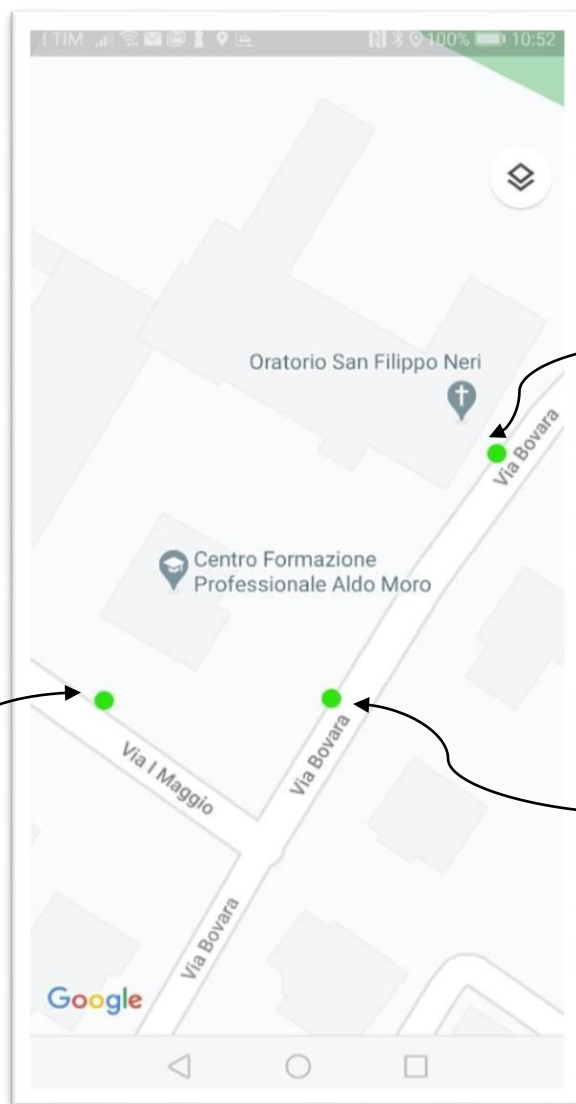 TIM 100% 10:52
Oratorio San Filippo Neri
Via Bovara
Centro Formazione
Professionale Aldo Moro
Via I Maggio
Via Bovara
Via Bovara
Google